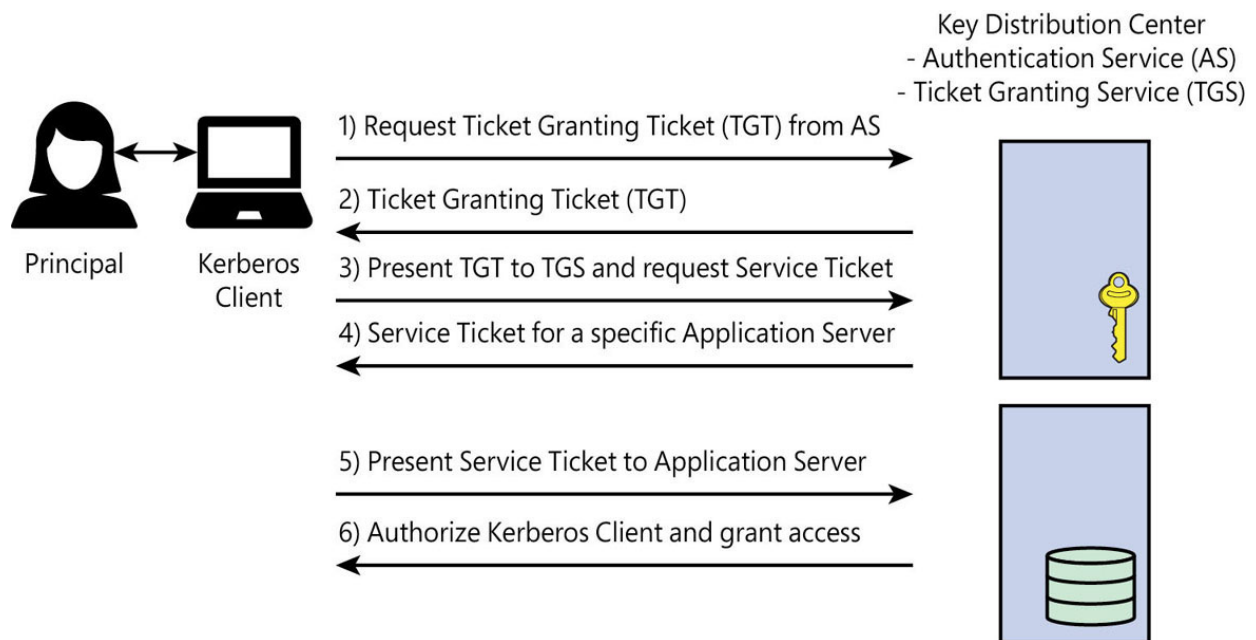 Key Distribution Center
- Authentication Service (AS)
- Ticket Granting Service (TGS)
1) Request Ticket Granting Ticket (TGT) from AS
2) Ticket Granting Ticket (TGT)
Principal
Kerberos
Client
3) Present TGT to TGS and request Service Ticket
4) Service Ticket for a specific Application Server
5) Present Service Ticket to Application Server
6) Authorize Kerberos Client and grant access